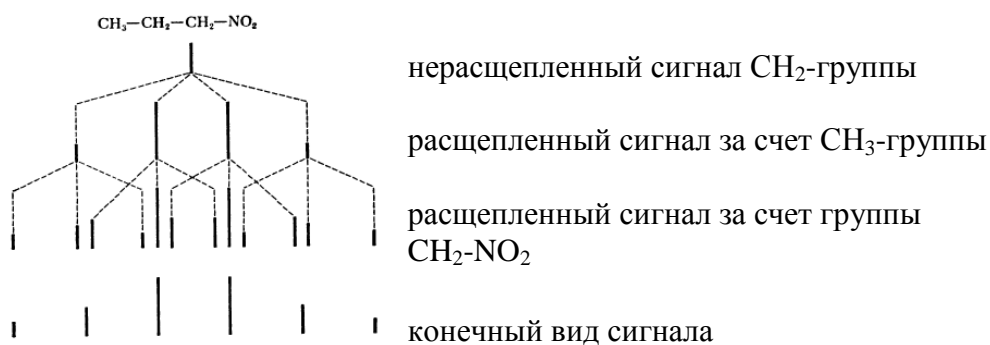 CH₃—CH₂—CH₂—NO₂
нерасщепленный сигнал CH₂-группы
расщепленный сигнал за счет CH₃-группы
расщепленный сигнал за счет группы
CH₂-NO₂
конечный вид сигнала